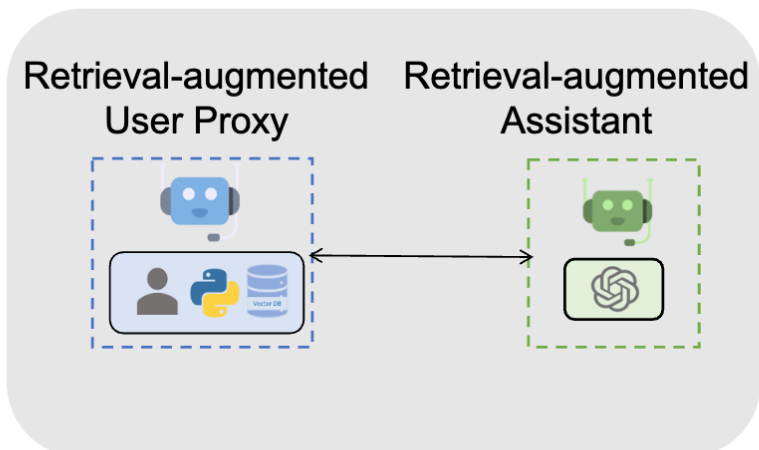 Retrieval-augmented
User Proxy
Retrieval-augmented
Assistant
Vector DB